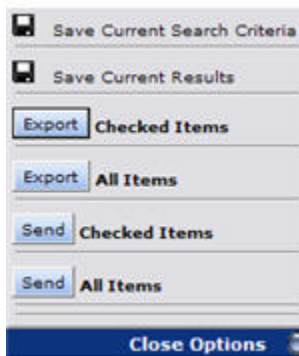 Save Current Search Criteria
Save Current Results
Export Checked Items
Export All Items
Send Checked Items
Send All Items
Close Options